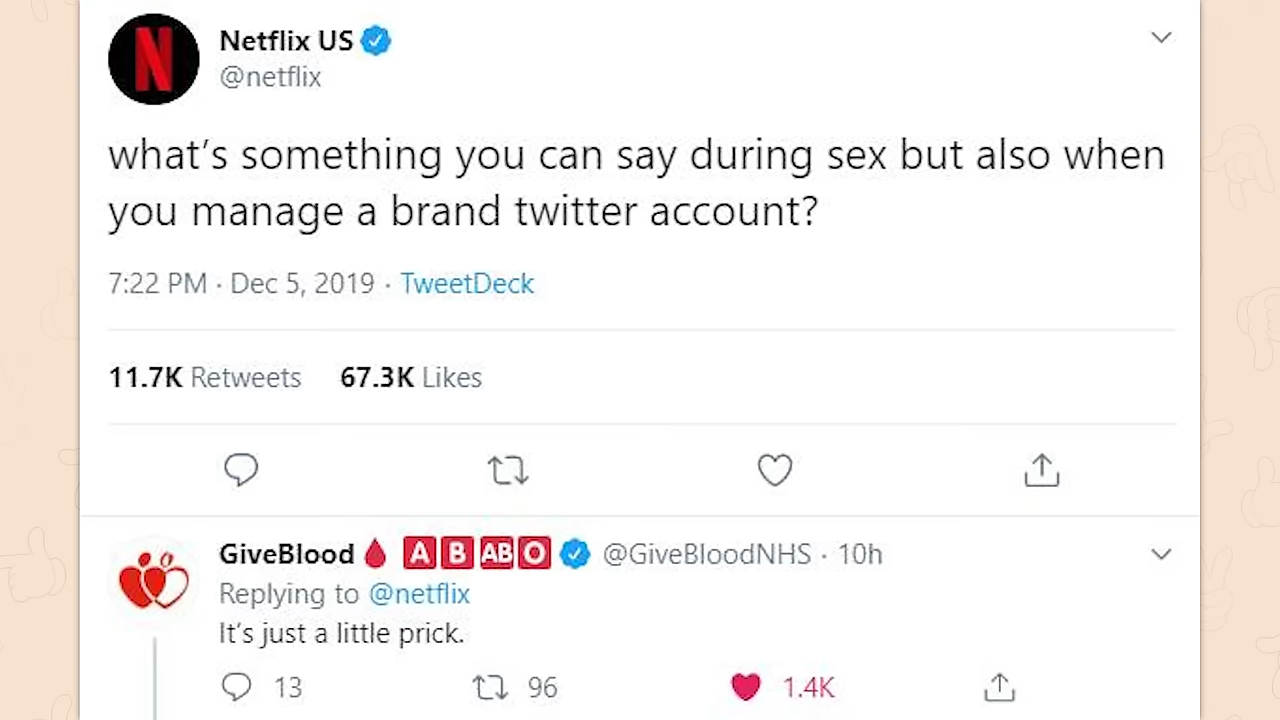 N
Netflix US
@netflix
what’s something you can say during sex but also when
you manage a brand twitter account?
7:22 PM · Dec 5, 2019 · TweetDeck
11.7K Retweets 67.3K Likes
GiveBlood 🩸 🅰 🅱 🆎 🅾 @GiveBloodNHS · 10h
Replying to @netflix
It’s just a little prick.
13 96 1.4K